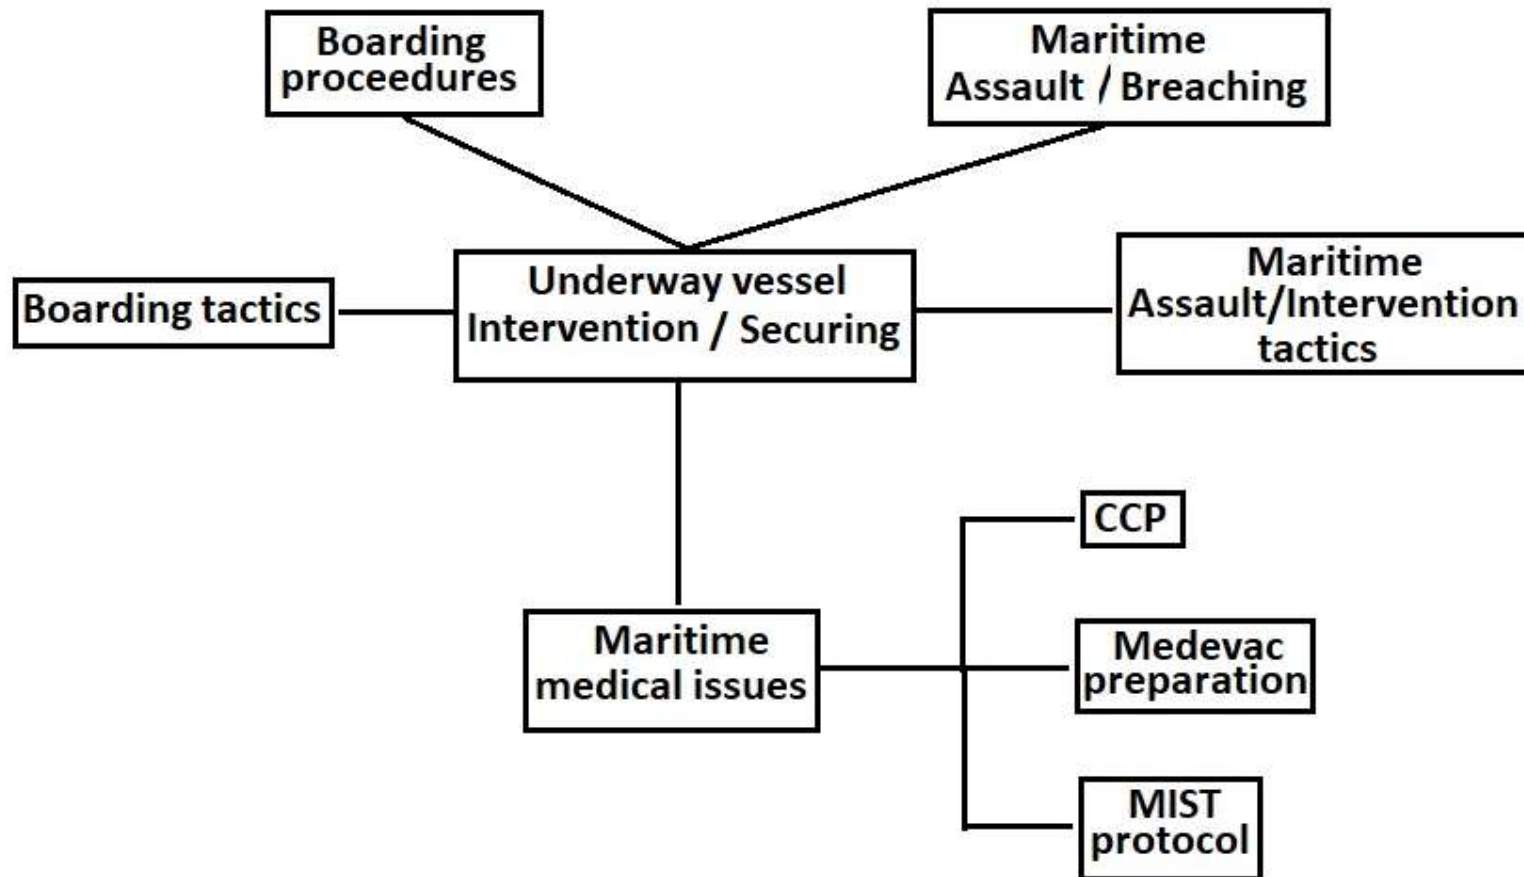 Boarding
proceedures
Maritime
Assault / Breaching
Boarding tactics
Underway vessel
Intervention / Securing
Maritime
Assault/Intervention
tactics
CCP
Maritime
medical issues
Medevac
preparation
MIST
protocol